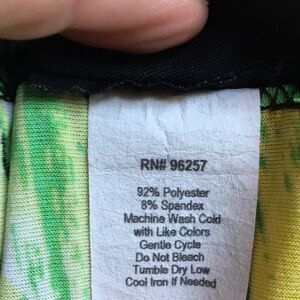 RN# 96257
92% Polyester
8% Spandex
Machine Wash Cold
with Like Colors
Gentle Cycle
Do Not Bleach
Tumble Dry Low
Cool Iron If Needed